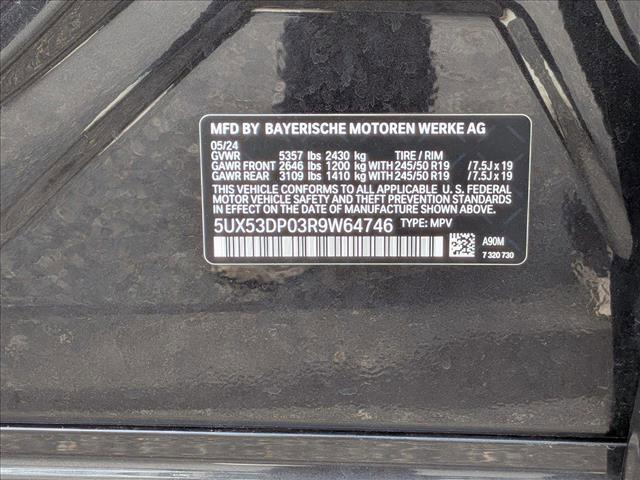 MFD BY BAYERISCHE MOTOREN WERKE AG
05/24
GVWR 5357 lbs 2430 kg TIRE / RIM
GAWR FRONT 2646 lbs 1200 kg WITH 245/50 R19 /7.5J x 19
GAWR REAR 3109 lbs 1410 kg WITH 245/50 R19 /7.5J x 19
THIS VEHICLE CONFORMS TO ALL APPLICABLE U. S. FEDERAL
MOTOR VEHICLE SAFETY AND THEFT PREVENTION STANDARDS
IN EFFECT ON THE DATE OF MANUFACTURE SHOWN ABOVE.
5UX53DP03R9W64746 TYPE: MPV
A90M
7 320 730